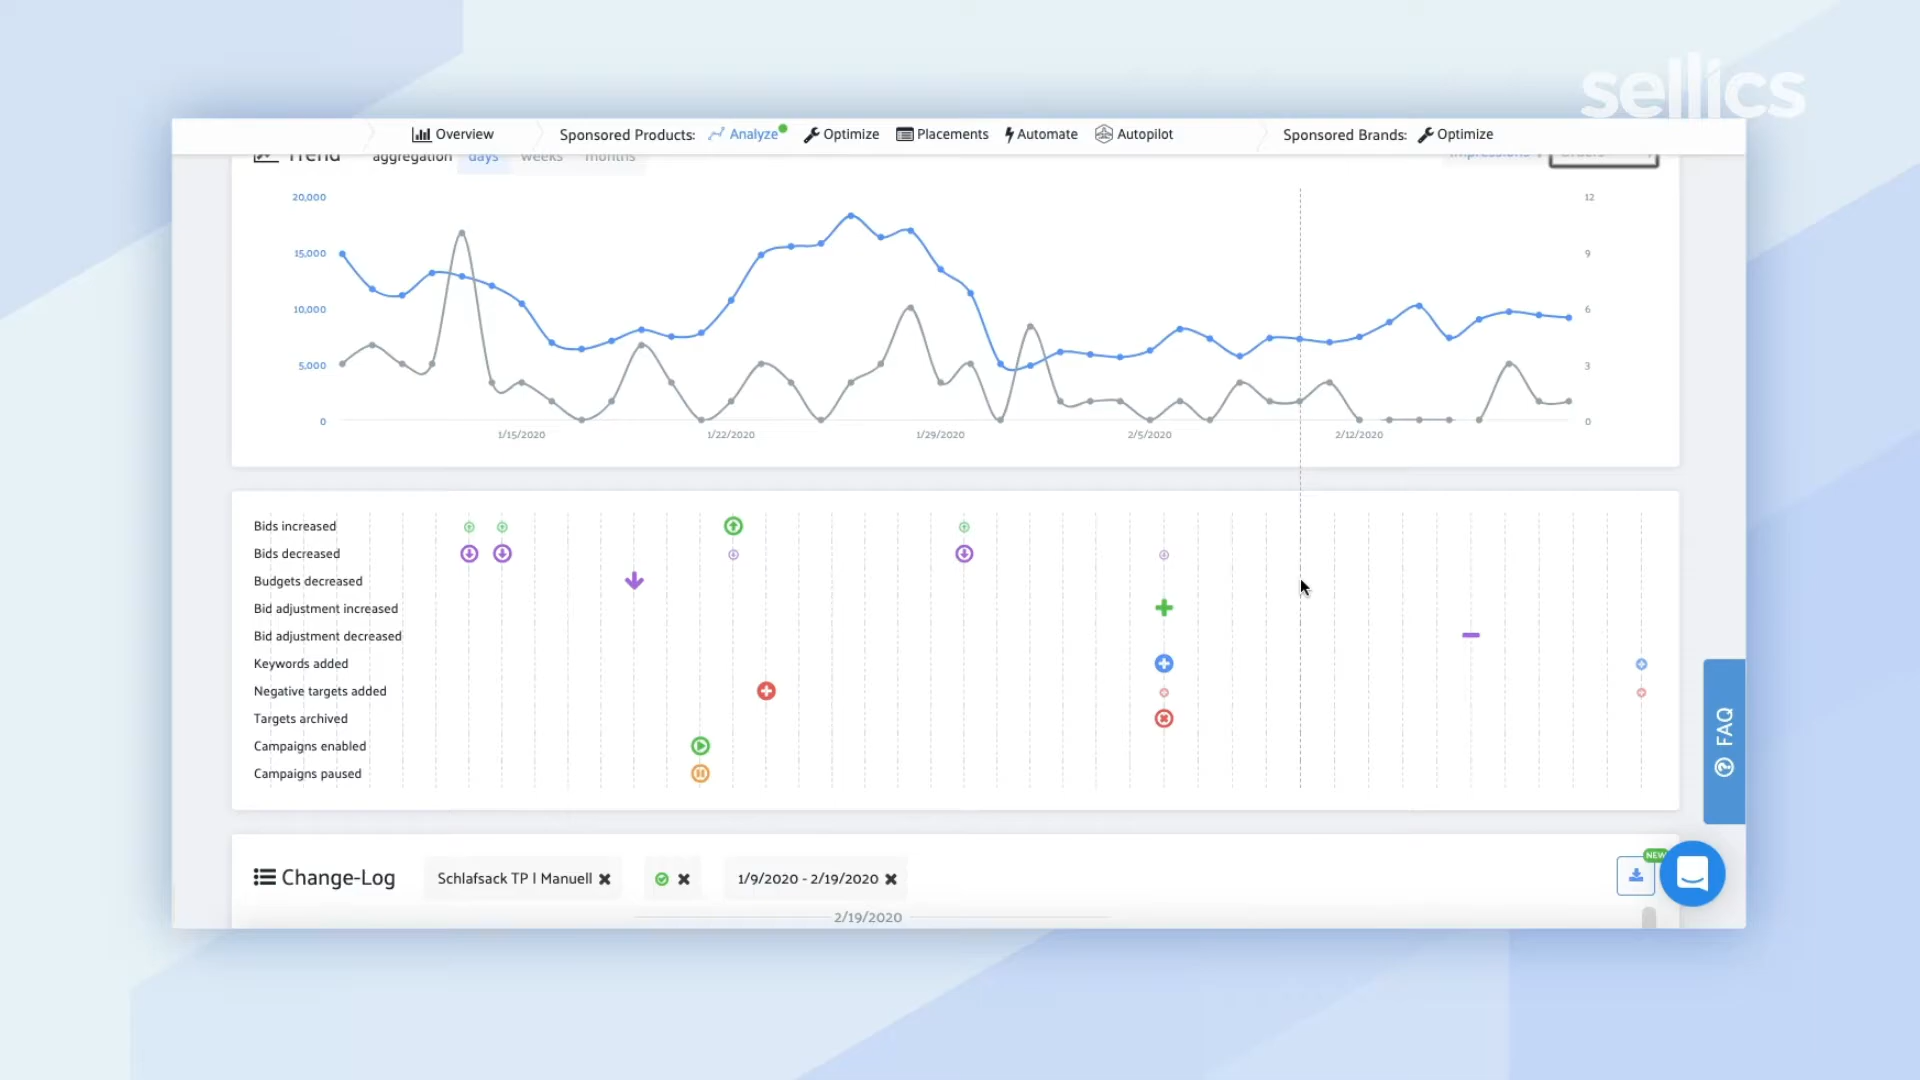 sellics
Overview Sponsored Products: Analyze Optimize Placements Automate Autopilot Sponsored Brands: Optimize
Trend aggregation days weeks months Impressions
20,000 12
15,000 9
10,000 6
5,000 3
0 0
1/15/2020 1/22/2020 1/29/2020 2/5/2020 2/12/2020
Bids increased
Bids decreased
Budgets decreased
Bid adjustment increased
Bid adjustment decreased
Keywords added
Negative targets added
Targets archived
Campaigns enabled
Campaigns paused
FAQ
Change-Log Schlafsack TP | Manuell 1/9/2020 - 2/19/2020 NEW
2/19/2020